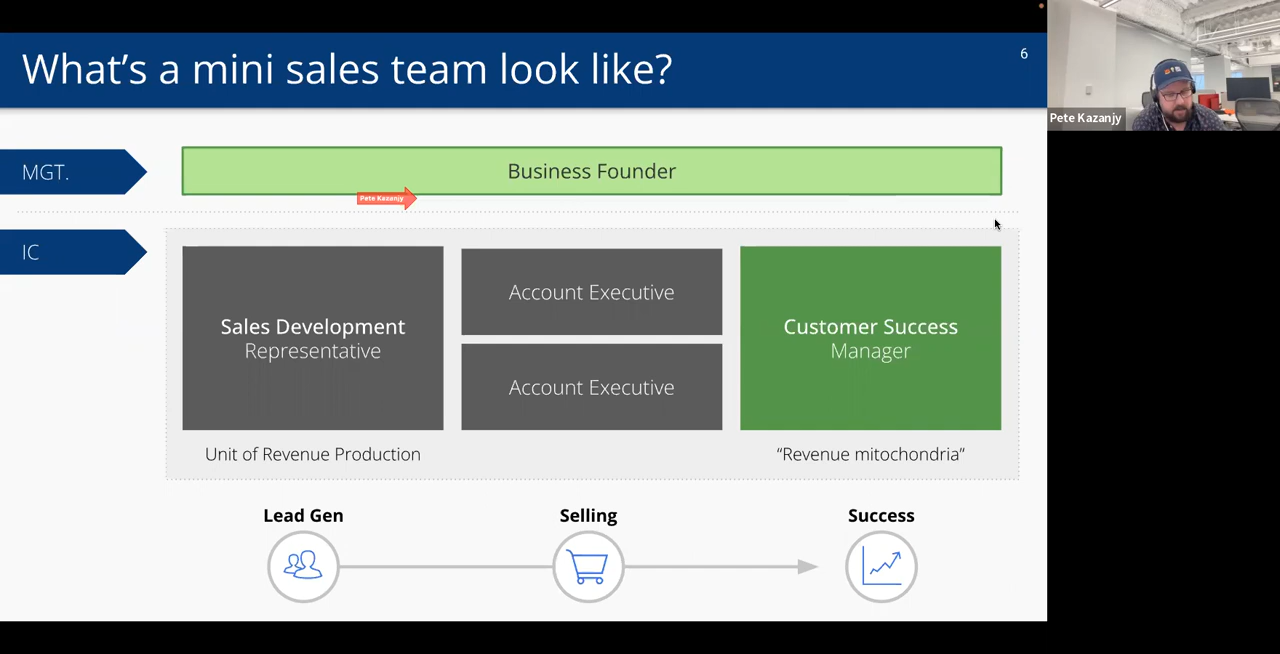 What's a mini sales team look like?
6
Pete Kazanjy
MGT.
Business Founder
Pete Kazanjy
IC
Sales Development
Representative
Account Executive
Account Executive
Customer Success
Manager
Unit of Revenue Production
“Revenue mitochondria”
Lead Gen
Selling
Success